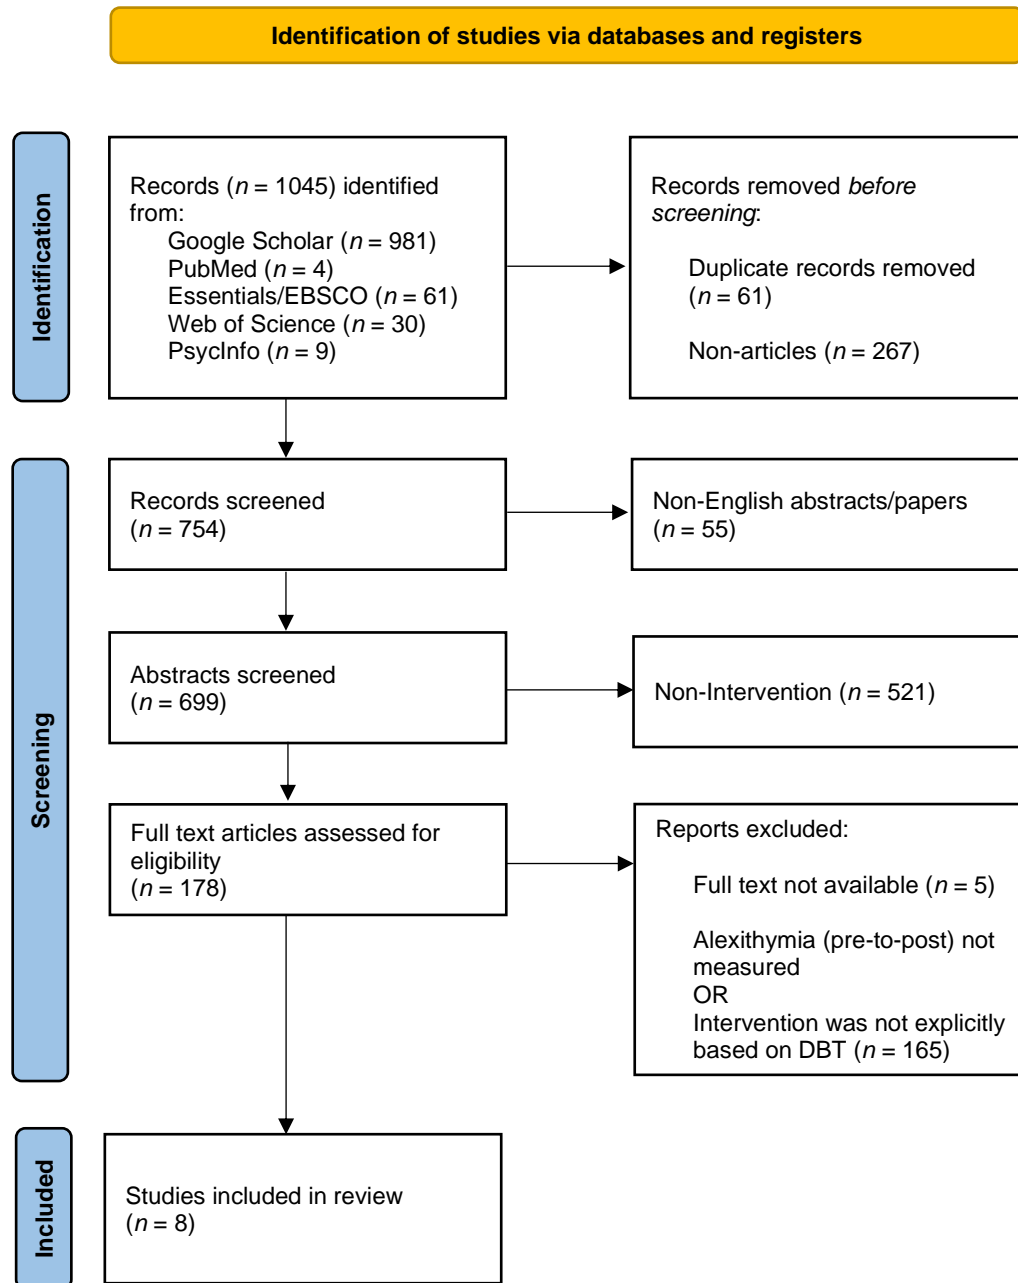 Identification of studies via databases and registers
Identification
Records (n = 1045) identified
from:
Google Scholar (n = 981)
PubMed (n = 4)
Essentials/EBSCO (n = 61)
Web of Science (n = 30)
PsycInfo (n = 9)
Records removed before
screening:
Duplicate records removed
(n = 61)
Non-articles (n = 267)
Screening
Records screened
(n = 754)
Non-English abstracts/papers
(n = 55)
Abstracts screened
(n = 699)
Non-Intervention (n = 521)
Full text articles assessed for
eligibility
(n = 178)
Reports excluded:
Full text not available (n = 5)
Alexithymia (pre-to-post) not
measured
OR
Intervention was not explicitly
based on DBT (n = 165)
Included
Studies included in review
(n = 8)